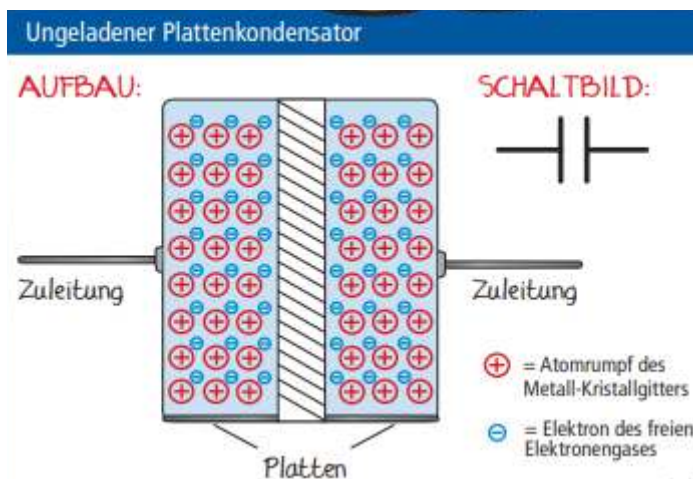 Ungeladener Plattenkondensator
AUFBAU:
SCHALTBILD:
Zuleitung
Zuleitung
= Atomrumpf des
Metall-Kristallgitters
= Elektron des freien
Elektronengases
Platten